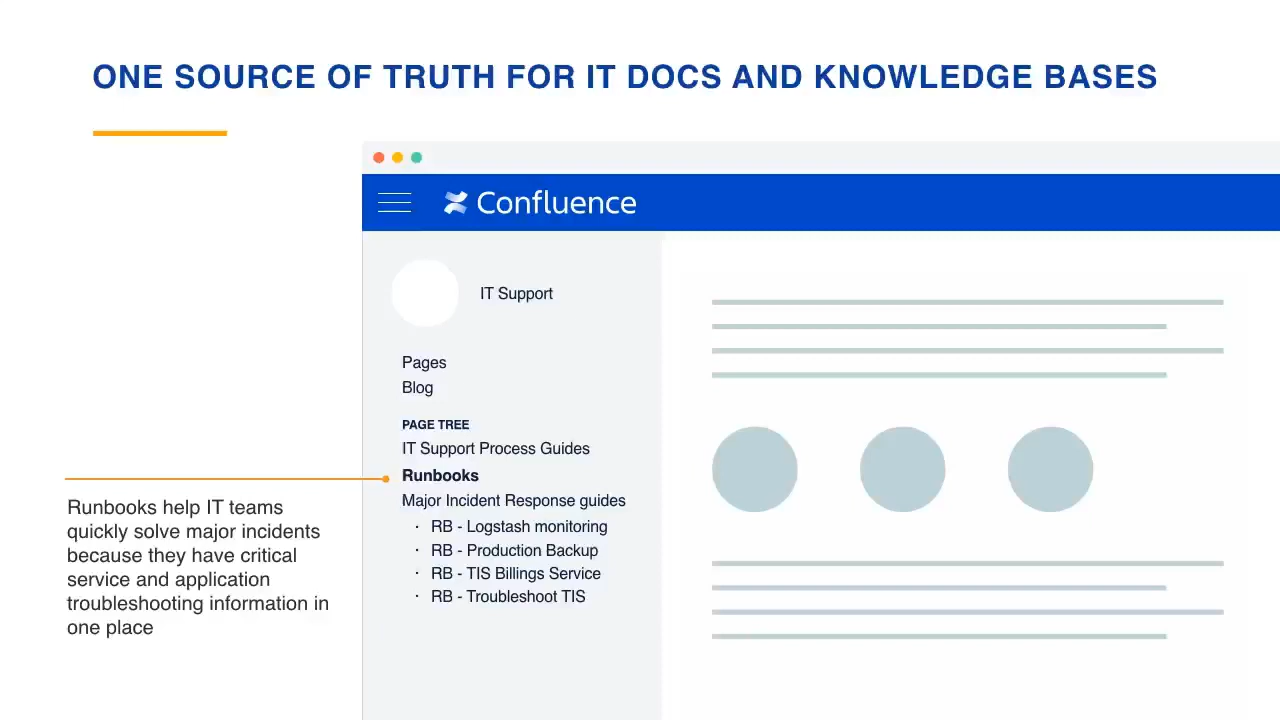 ONE SOURCE OF TRUTH FOR IT DOCS AND KNOWLEDGE BASES
Confluence
IT Support
Pages
Blog
PAGE TREE
IT Support Process Guides
Runbooks
Major Incident Response guides
· RB - Logstash monitoring
· RB - Production Backup
· RB - TIS Billings Service
· RB - Troubleshoot TIS
Runbooks help IT teams
quickly solve major incidents
because they have critical
service and application
troubleshooting information in
one place